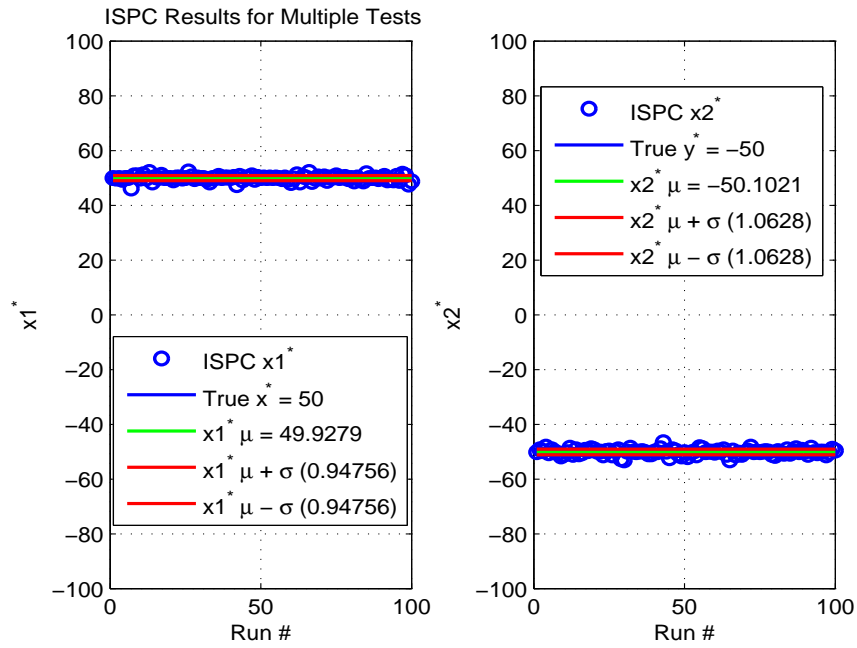 ISPC Results for Multiple Tests
100
80
60
40
20
0
−20
−40
−60
−80
−100
0
50
100
x1*
Run #
ISPC x1*
True x* = 50
x1* μ = 49.9279
x1* μ + σ (0.94756)
x1* μ − σ (0.94756)
100
80
60
40
20
0
−20
−40
−60
−80
−100
0
50
100
x2*
Run #
ISPC x2*
True y* = −50
x2* μ = −50.1021
x2* μ + σ (1.0628)
x2* μ − σ (1.0628)